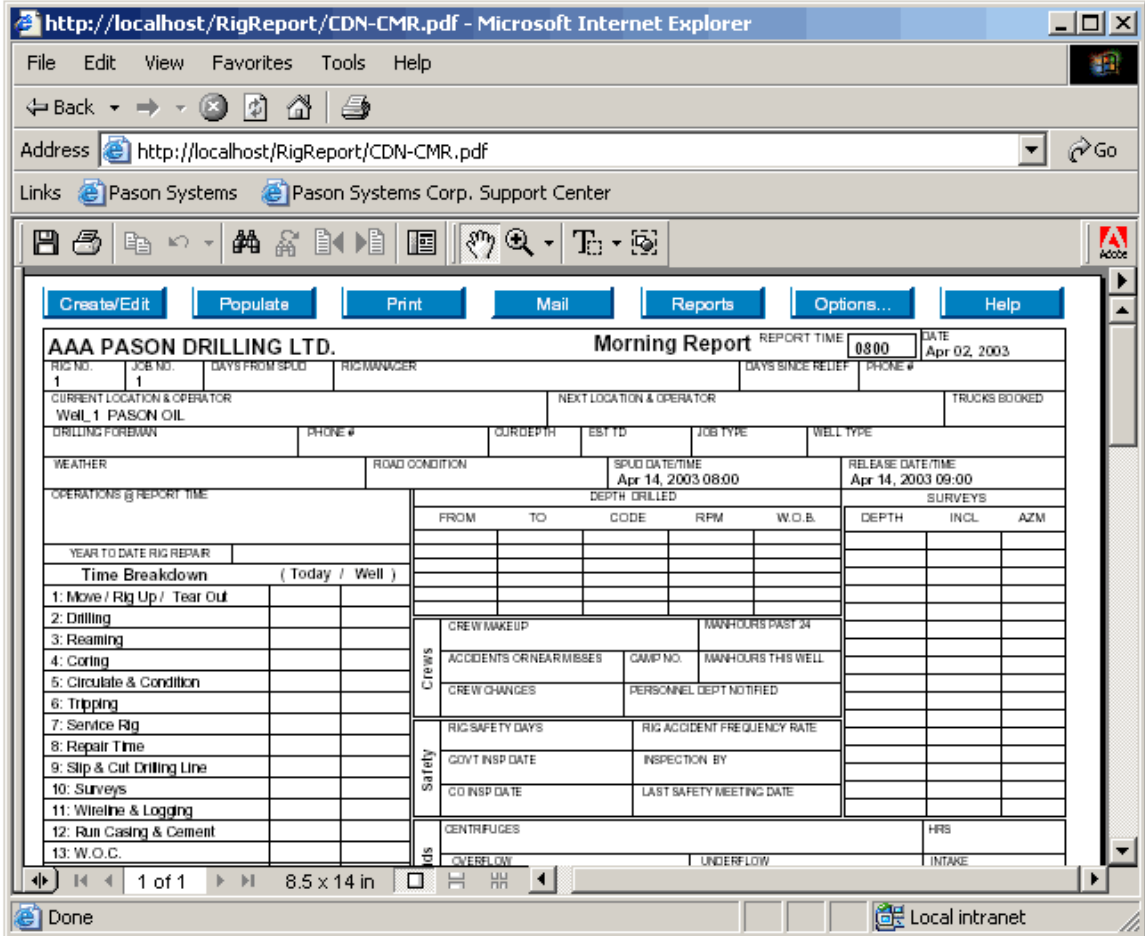 http://localhost/RigReport/CDN-CMR.pdf - Microsoft Internet Explorer
File Edit View Favorites Tools Help
Back
Address http://localhost/RigReport/CDN-CMR.pdf Go
Links Pason Systems Pason Systems Corp. Support Center
Adobe
Create/Edit Populate Print Mail Reports Options... Help
AAA PASON DRILLING LTD. Morning Report REPORT TIME 0800 DATE Apr 02, 2003
RIG NO. JOB NO. DAYS FROM SPUD RIG MANAGER DAYS SINCE RELIEF PHONE #
1 1
CURRENT LOCATION & OPERATOR NEXT LOCATION & OPERATOR TRUCKS BOOKED
Well_1 PASON OIL
DRILLING FOREMAN PHONE # CUR DEPTH EST TD JOB TYPE WELL TYPE
WEATHER ROAD CONDITION SPUD DATE/TIME RELEASE DATE/TIME
Apr 14, 2003 08:00 Apr 14, 2003 09:00
OPERATIONS @ REPORT TIME DEPTH DRILLED SURVEYS
FROM TO CODE RPM W.O.B. DEPTH INCL AZM
YEAR TO DATE RIG REPAIR
Time Breakdown ( Today / Well )
1: Move / Rig Up / Tear Out
2: Drilling
3: Reaming
4: Coring
5: Circulate & Condition
6: Tripping
7: Service Rig
8: Repair Time
9: Slip & Cut Drilling Line
10: Surveys
11: Wireline & Logging
12: Run Casing & Cement
13: W.O.C.
Crews
CREW MAKEUP MANHOURS PAST 24
ACCIDENTS OR NEAR MISSES CAMP NO. MANHOURS THIS WELL
CREW CHANGES PERSONNEL DEPT NOTIFIED
Safety
RIG SAFETY DAYS RIG ACCIDENT FREQUENCY RATE
GOVT INSP DATE INSPECTION BY
CO INSP DATE LAST SAFETY MEETING DATE
CENTRIFUGES HRS
OVERFLOW UNDERFLOW INTAKE
1 of 1 8.5 x 14 in
Done Local intranet